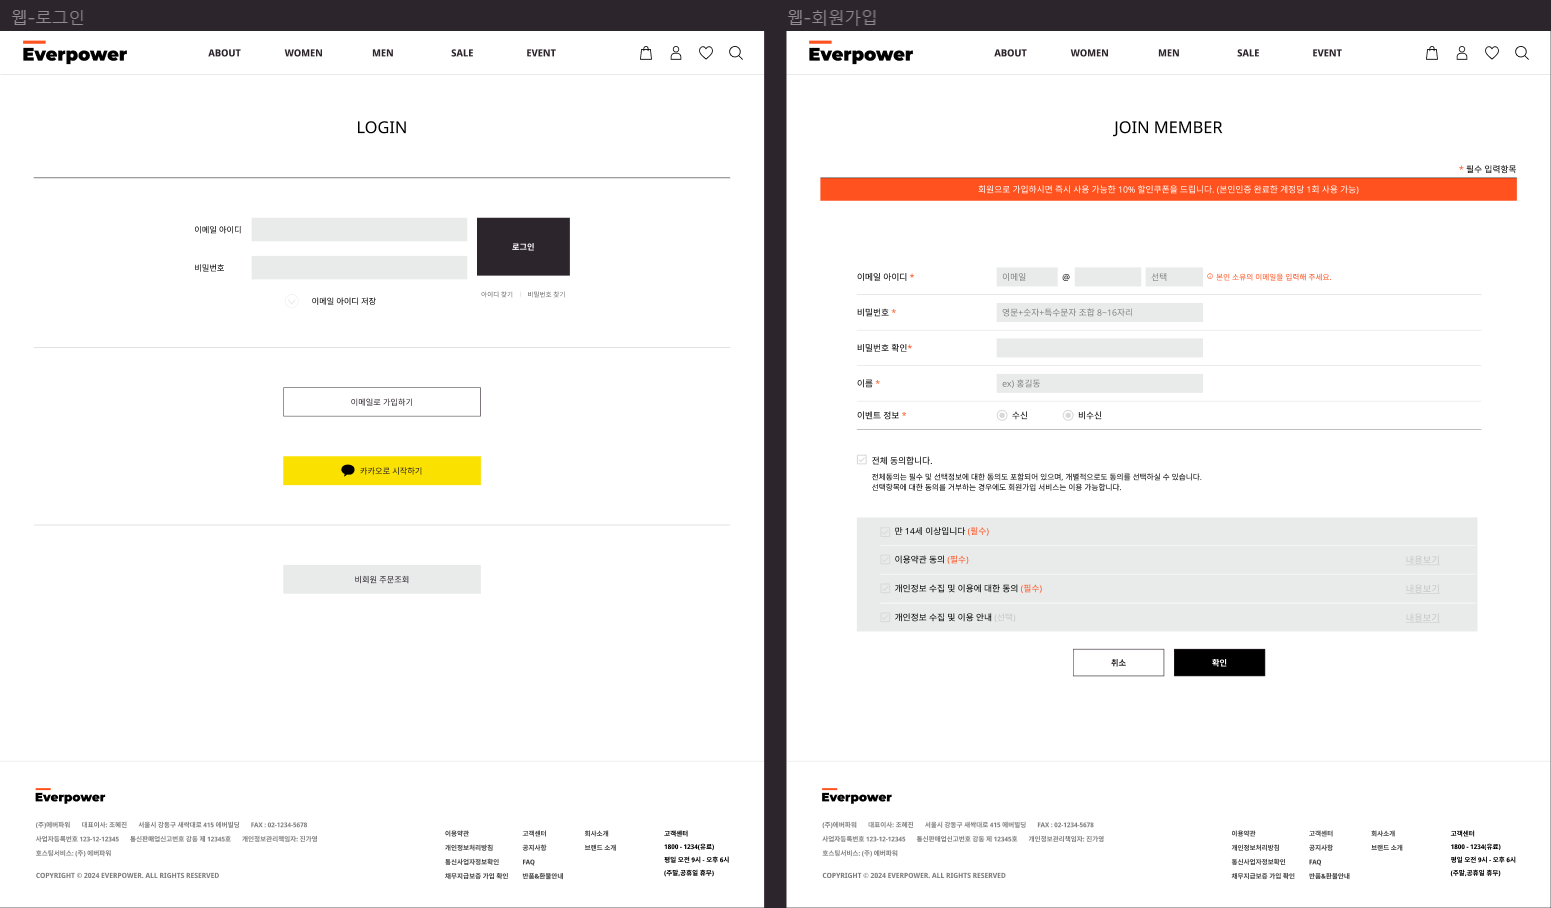 웹-로그인
Everpower
ABOUT WOMEN MEN SALE EVENT
LOGIN
이메일 아이디
비밀번호
로그인
이메일 아이디 저장
아이디 찾기 | 비밀번호 찾기
이메일로 가입하기
카카오로 시작하기
비회원 주문조회
Everpower
(주)에버파워 대표이사: 조혜진 서울시 강동구 새싹대로 415 에버빌딩 FAX : 02-1234-5678
사업자등록번호 123-12-12345 통신판매업신고번호 강동 제 12345호 개인정보관리책임자: 진가영
호스팅서비스: (주) 에버파워
COPYRIGHT © 2024 EVERPOWER. ALL RIGHTS RESERVED
이용약관
개인정보처리방침
통신사업자정보확인
채무지급보증 가입 확인
고객센터
공지사항
FAQ
반품&환불안내
회사소개
브랜드 소개
고객센터
1800 - 1234(유료)
평일 오전 9시 - 오후 6시
(주말,공휴일 휴무)
웹-회원가입
Everpower
ABOUT WOMEN MEN SALE EVENT
JOIN MEMBER
* 필수 입력항목
회원으로 가입하시면 즉시 사용 가능한 10% 할인쿠폰을 드립니다. (본인인증 완료한 계정당 1회 사용 가능)
이메일 아이디 * 이메일 @ 선택 본인 소유의 이메일을 입력해 주세요.
비밀번호 * 영문+숫자+특수문자 조합 8~16자리
비밀번호 확인*
이름 * ex) 홍길동
이벤트 정보 * 수신 비수신
전체 동의합니다.
전체동의는 필수 및 선택정보에 대한 동의도 포함되어 있으며, 개별적으로도 동의를 선택하실 수 있습니다.
선택항목에 대한 동의를 거부하는 경우에도 회원가입 서비스는 이용 가능합니다.
만 14세 이상입니다 (필수)
이용약관 동의 (필수) 내용보기
개인정보 수집 및 이용에 대한 동의 (필수) 내용보기
개인정보 수집 및 이용 안내 (선택) 내용보기
취소
확인
Everpower
(주)에버파워 대표이사: 조혜진 서울시 강동구 새싹대로 415 에버빌딩 FAX : 02-1234-5678
사업자등록번호 123-12-12345 통신판매업신고번호 강동 제 12345호 개인정보관리책임자: 진가영
호스팅서비스: (주) 에버파워
COPYRIGHT © 2024 EVERPOWER. ALL RIGHTS RESERVED
이용약관
개인정보처리방침
통신사업자정보확인
채무지급보증 가입 확인
고객센터
공지사항
FAQ
반품&환불안내
회사소개
브랜드 소개
고객센터
1800 - 1234(유료)
평일 오전 9시 - 오후 6시
(주말,공휴일 휴무)